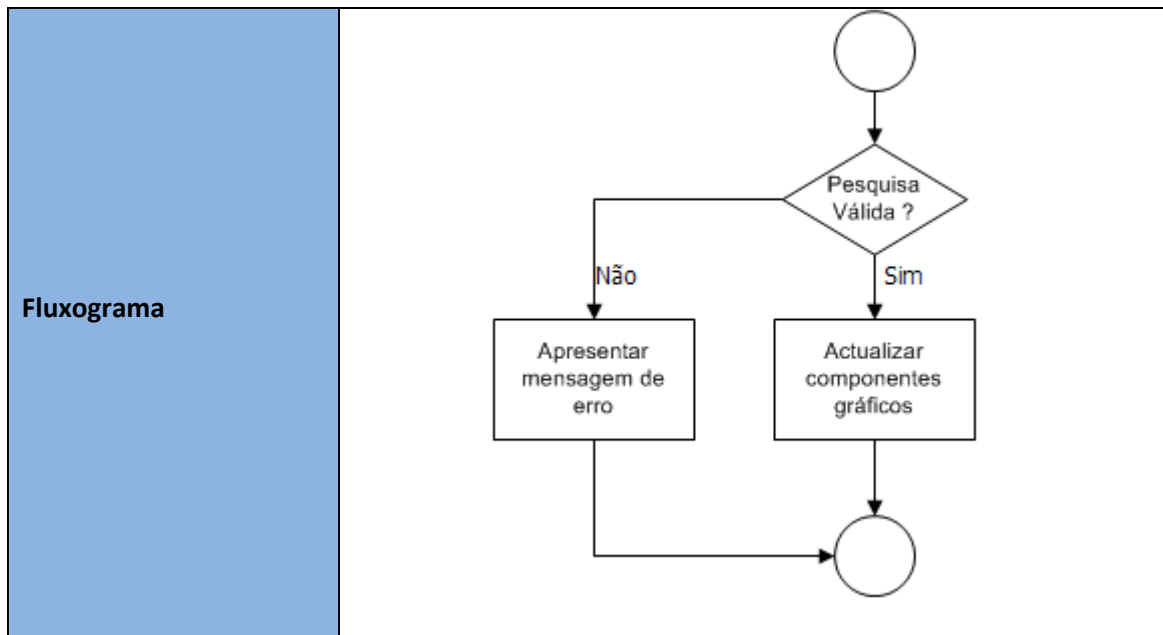 Fluxograma
Pesquisa
Válida ?
Não
Sim
Apresentar
mensagem de
erro
Actualizar
componentes
gráficos